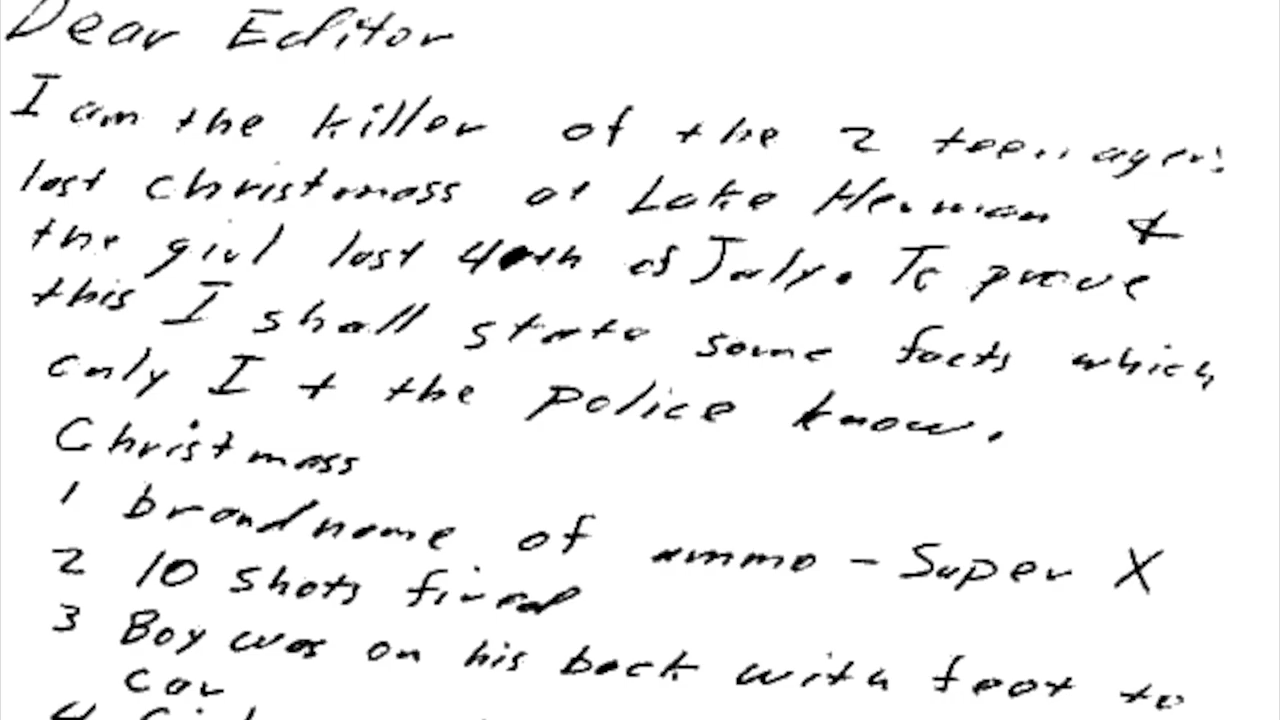 Dear Editor
I am the killer of the 2 teenagers
last christmass at Lake Herman &
the girl last 4th of July. To prove
this I shall state some facts which
only I + the police know.
Christmass
1 brand name of ammo - Super X
2 10 shots fired
3 Boy was on his back with feet to
car
4